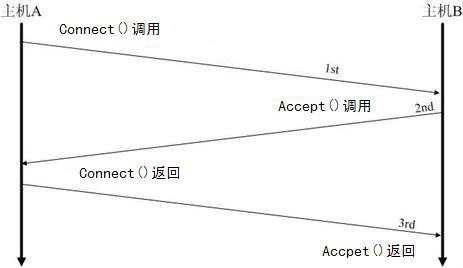 主机A
主机B
Connect()调用
1st
Accept()调用
2nd
Connect()返回
3rd
Accpet()返回